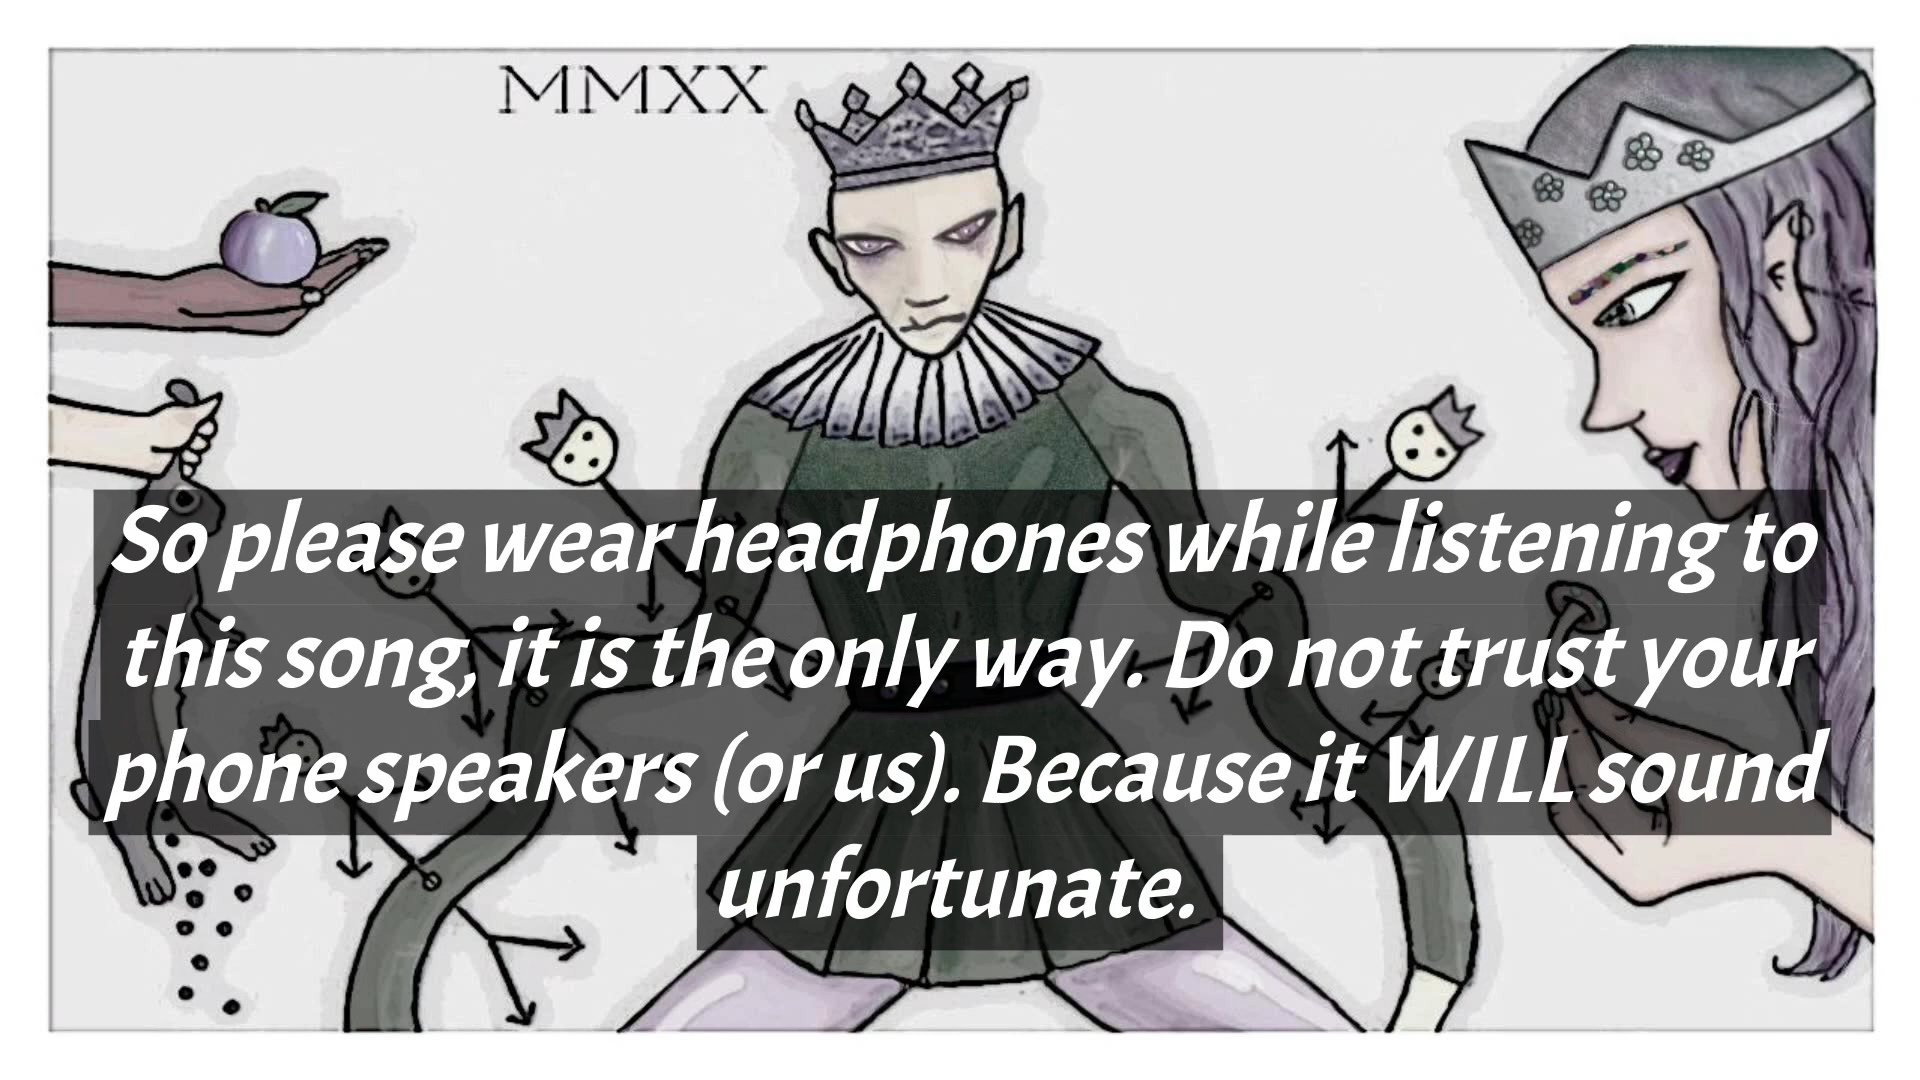 MMXX
So please wear headphones while listening to
this song, it is the only way. Do not trust your
phone speakers (or us). Because it WILL sound
unfortunate.